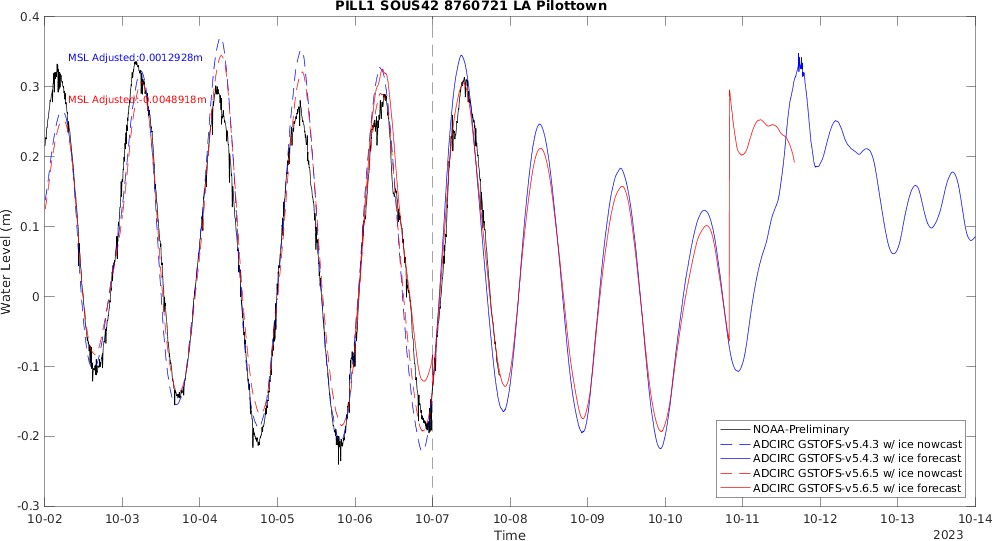 PILL1 SOUS42 8760721 LA Pilottown
Water Level (m)
0.4
0.3
0.2
0.1
0
-0.1
-0.2
-0.3
MSL Adjusted:0.0012928m
MSL Adjusted:-0.0048918m
NOAA-Preliminary
ADCIRC GSTOFS-v5.4.3 w/ ice nowcast
ADCIRC GSTOFS-v5.4.3 w/ ice forecast
ADCIRC GSTOFS-v5.6.5 w/ ice nowcast
ADCIRC GSTOFS-v5.6.5 w/ ice forecast
10-02 10-03 10-04 10-05 10-06 10-07 10-08 10-09 10-10 10-11 10-12 10-13 10-14
Time
2023